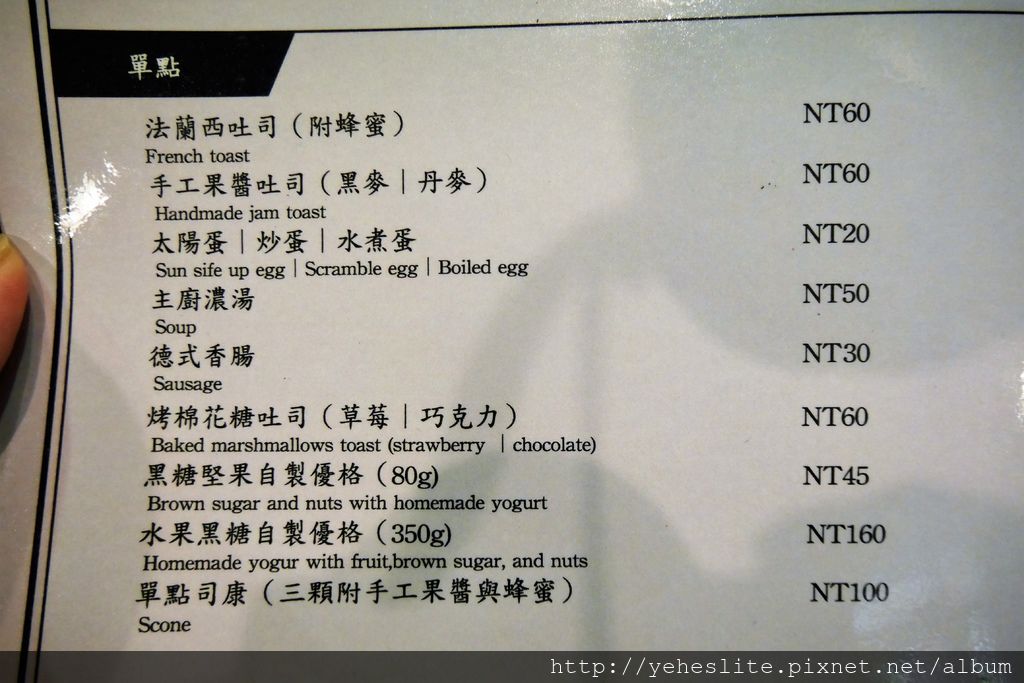 單點
法蘭西吐司（附蜂蜜） NT60
French toast
手工果醬吐司（黑麥｜丹麥） NT60
Handmade jam toast
太陽蛋｜炒蛋｜水煮蛋 NT20
Sun sife up egg｜Scramble egg｜Boiled egg
主廚濃湯 NT50
Soup
德式香腸 NT30
Sausage
烤棉花糖吐司（草莓｜巧克力） NT60
Baked marshmallows toast (strawberry ｜chocolate)
黑糖堅果自製優格（80g) NT45
Brown sugar and nuts with homemade yogurt
水果黑糖自製優格（350g) NT160
Homemade yogur with fruit,brown sugar, and nuts
單點司康（三顆附手工果醬與蜂蜜） NT100
Scone
http://yeheslite.pixnet.net/album